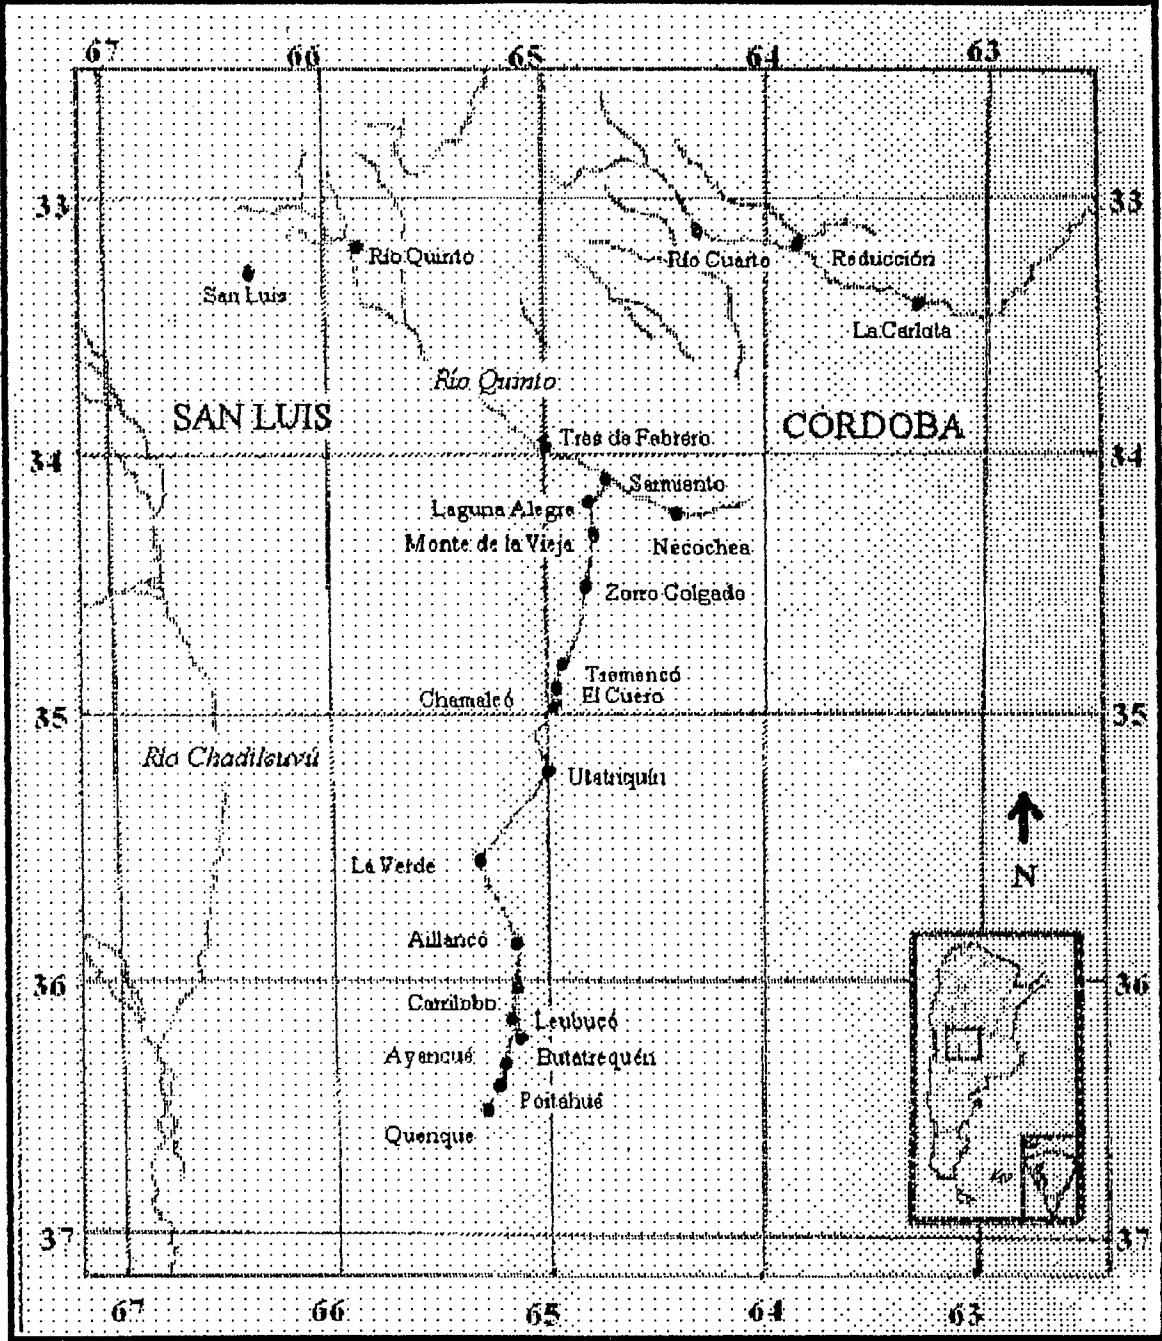 67 66 65 64 63
33 33
Río Quinto
Río Cuarto
Reducción
San Luis
La Carlota
Río Quinto
SAN LUIS
CÓRDOBA
Tres de Febrero
34 34
Sarmiento
Laguna Alegre
Monte de la Vieja
Necochea
Zorro Colgado
Tremencó
Chamalcó
El Cuero
35 35
Río Chadileuvú
Utatriquín
La Verde
N
Aillancó
36 36
Carrilobo
Leubucó
Ayancué
Butatrequén
Poitahué
Quenque
37 37
67 66 65 64 63